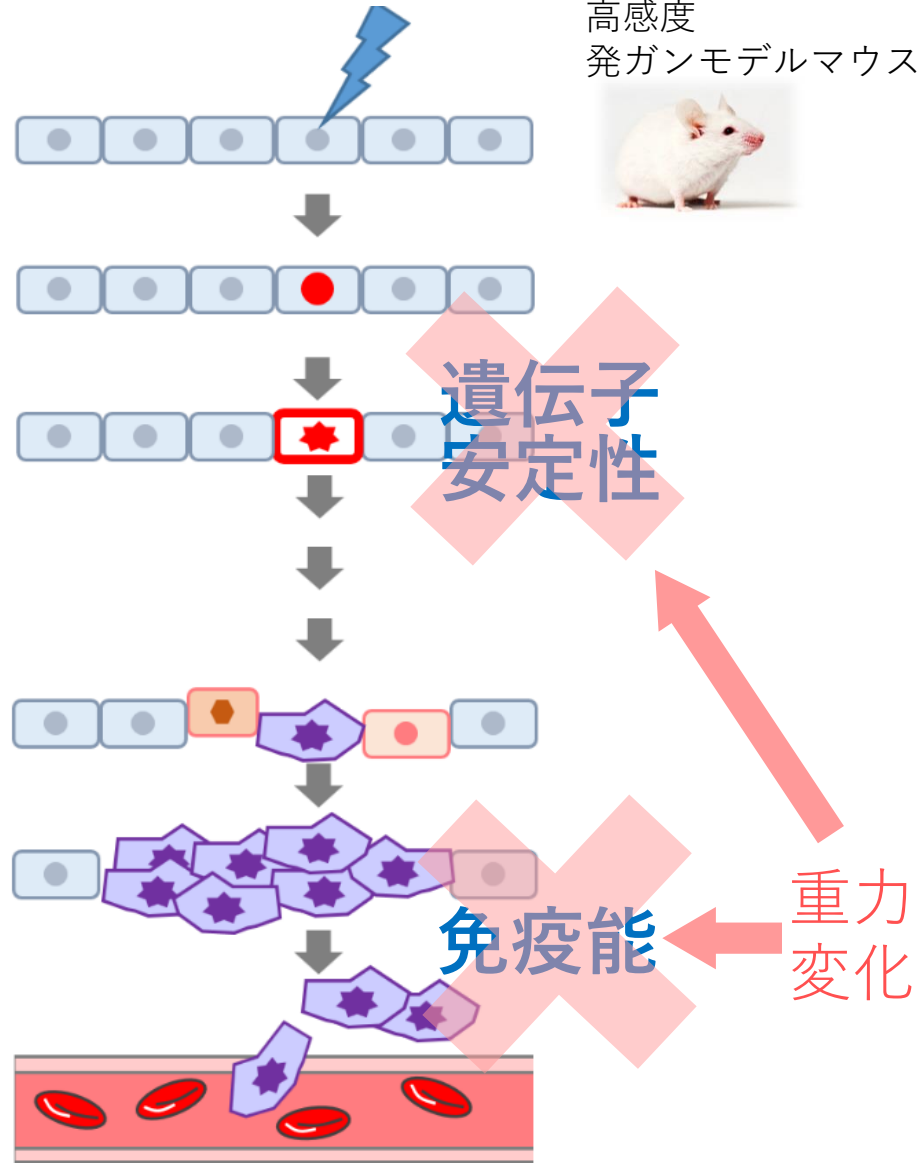 高感度
発ガンモデルマウス
遺伝子
安定性
免疫能
重力
変化